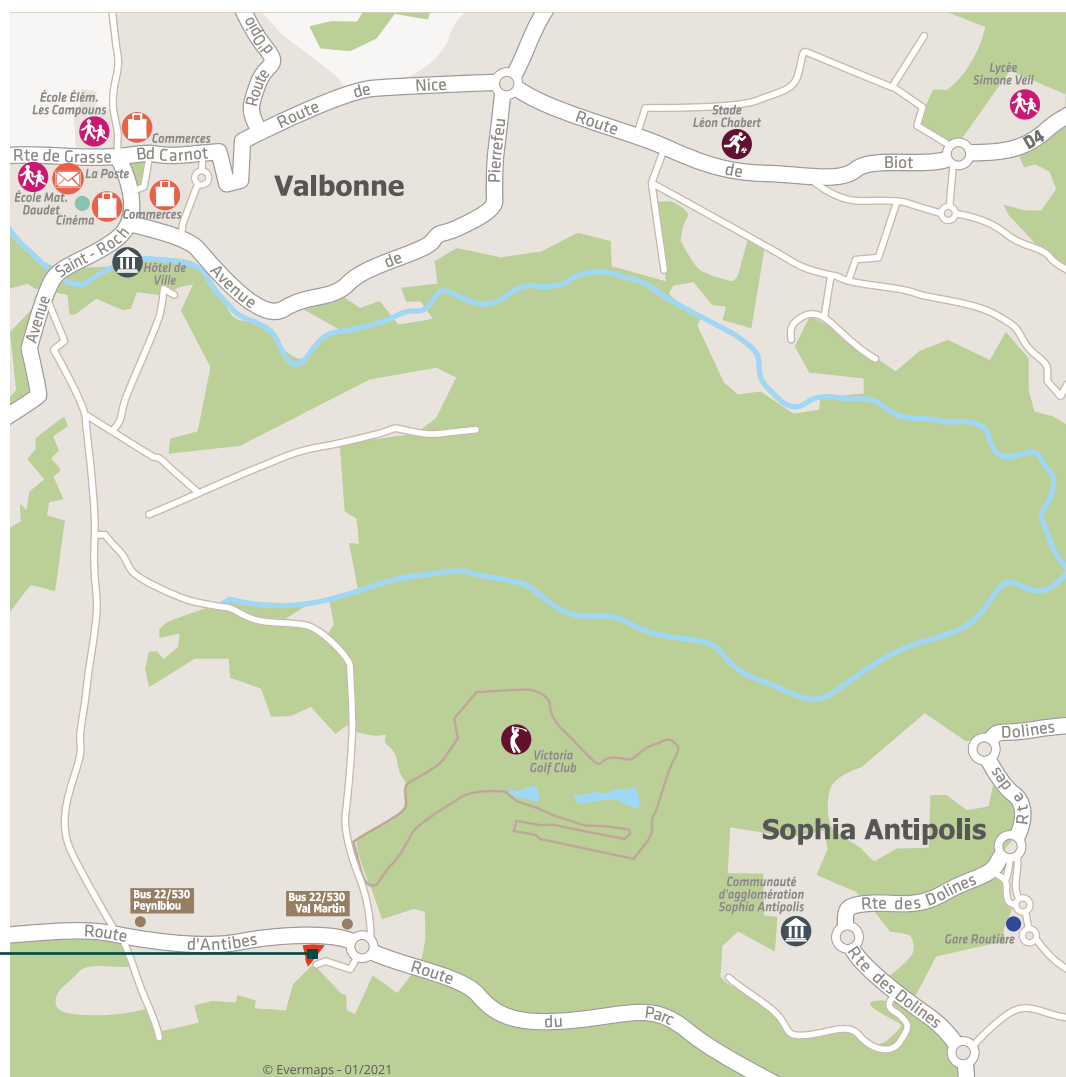 d'Opio
Route
Lycée
Simone Veil
École Élém.
Les Campouns
Route
de
Nice
Stade
Léon Chabert
Route
de
Biot
D4
Commerces
Rte de Grasse
Bd Carnot
La Poste
Pierrefeu
Valbonne
École Mat.
Daudet
Cinéma
Commerces
Saint - Roch
Avenue
Hôtel de
Ville
Avenue
de
Victoria
Golf Club
Dolines
Rte des
Sophia Antipolis
Communauté
d'agglomération
Sophia Antipolis
Rte des Dolines
Gare Routière
Rte des Dolines
Bus 22/530
Peyniblou
Bus 22/530
Val Martin
Route
d'Antibes
Route
du
Parc
© Evermaps - 01/2021